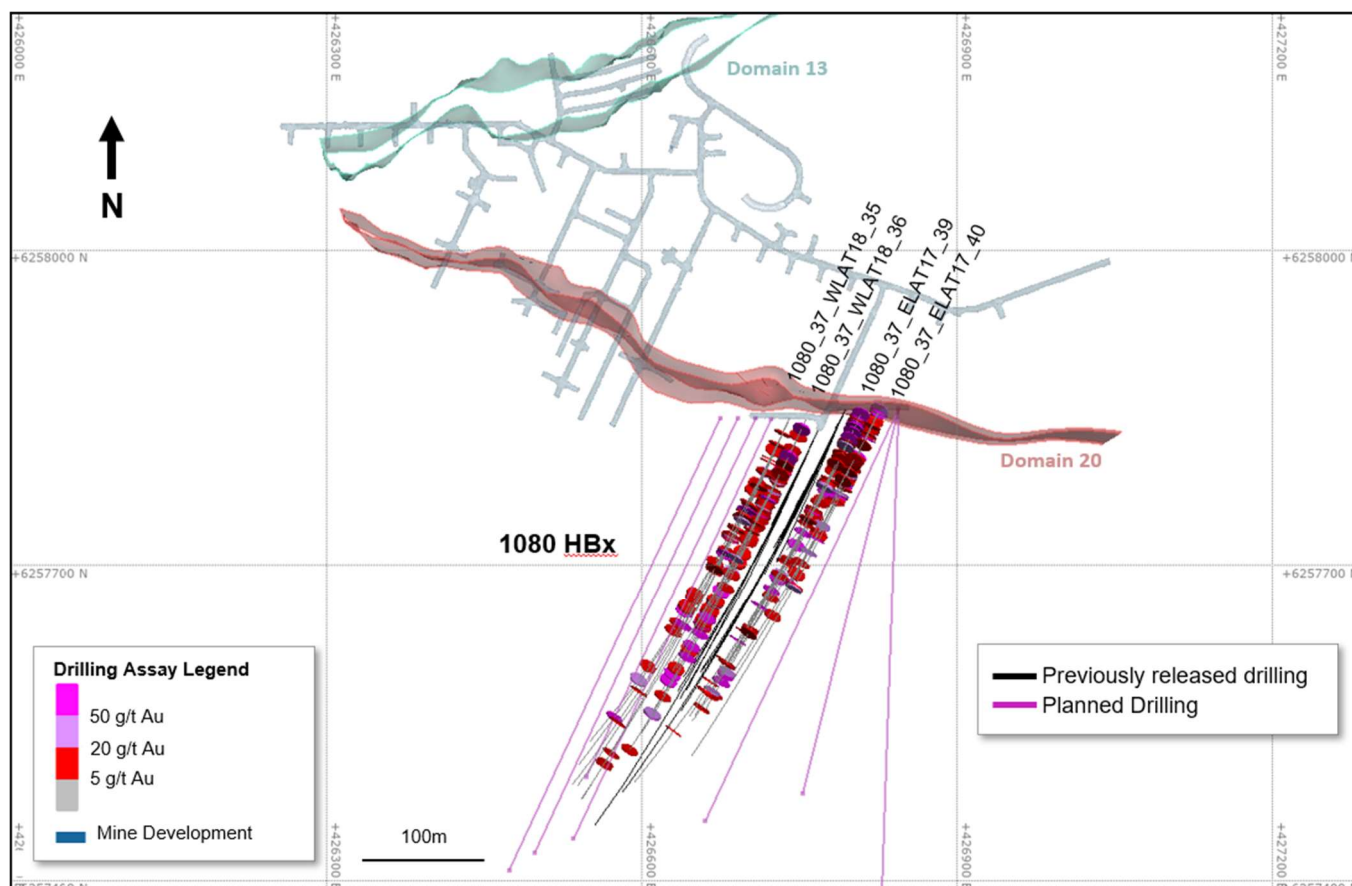 +426000 E
+426300 E
+426600 E
+426900 E
+427200 E
Domain 13
N
1080_37_WLAT18_35
1080_37_WLAT18_36
1080_37_ELAT17_39
1080_37_ELAT17_40
+6258000 N
+6258000 N
Domain 20
1080 HBx
+6257700 N
+6257700 N
Drilling Assay Legend
50 g/t Au
20 g/t Au
5 g/t Au
Mine Development
Previously released drilling
Planned Drilling
100m
+426300
+426600 E
+426900 E
+427200